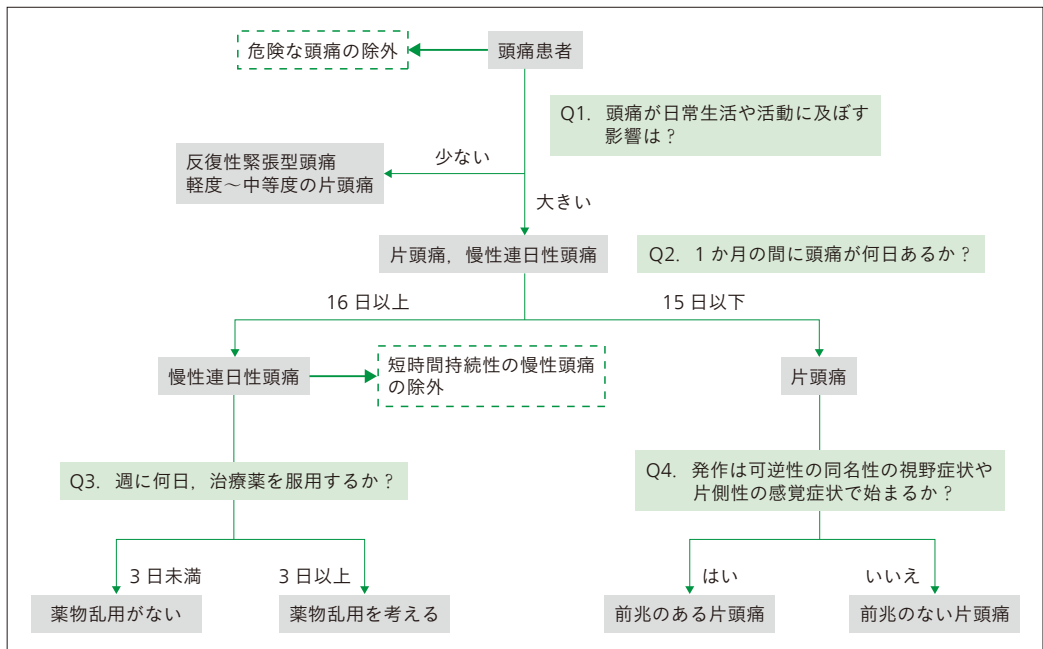 危険な頭痛の除外
頭痛患者
Q1. 頭痛が日常生活や活動に及ぼす
影響は？
少ない
反復性緊張型頭痛
軽度〜中等度の片頭痛
大きい
片頭痛，慢性連日性頭痛
Q2. 1か月の間に頭痛が何日あるか？
16日以上
15日以下
慢性連日性頭痛
短時間持続性の慢性頭痛
の除外
片頭痛
Q3. 週に何日，治療薬を服用するか？
Q4. 発作は可逆性の同名性の視野症状や
片側性の感覚症状で始まるか？
3日未満
3日以上
はい
いいえ
薬物乱用がない
薬物乱用を考える
前兆のある片頭痛
前兆のない片頭痛